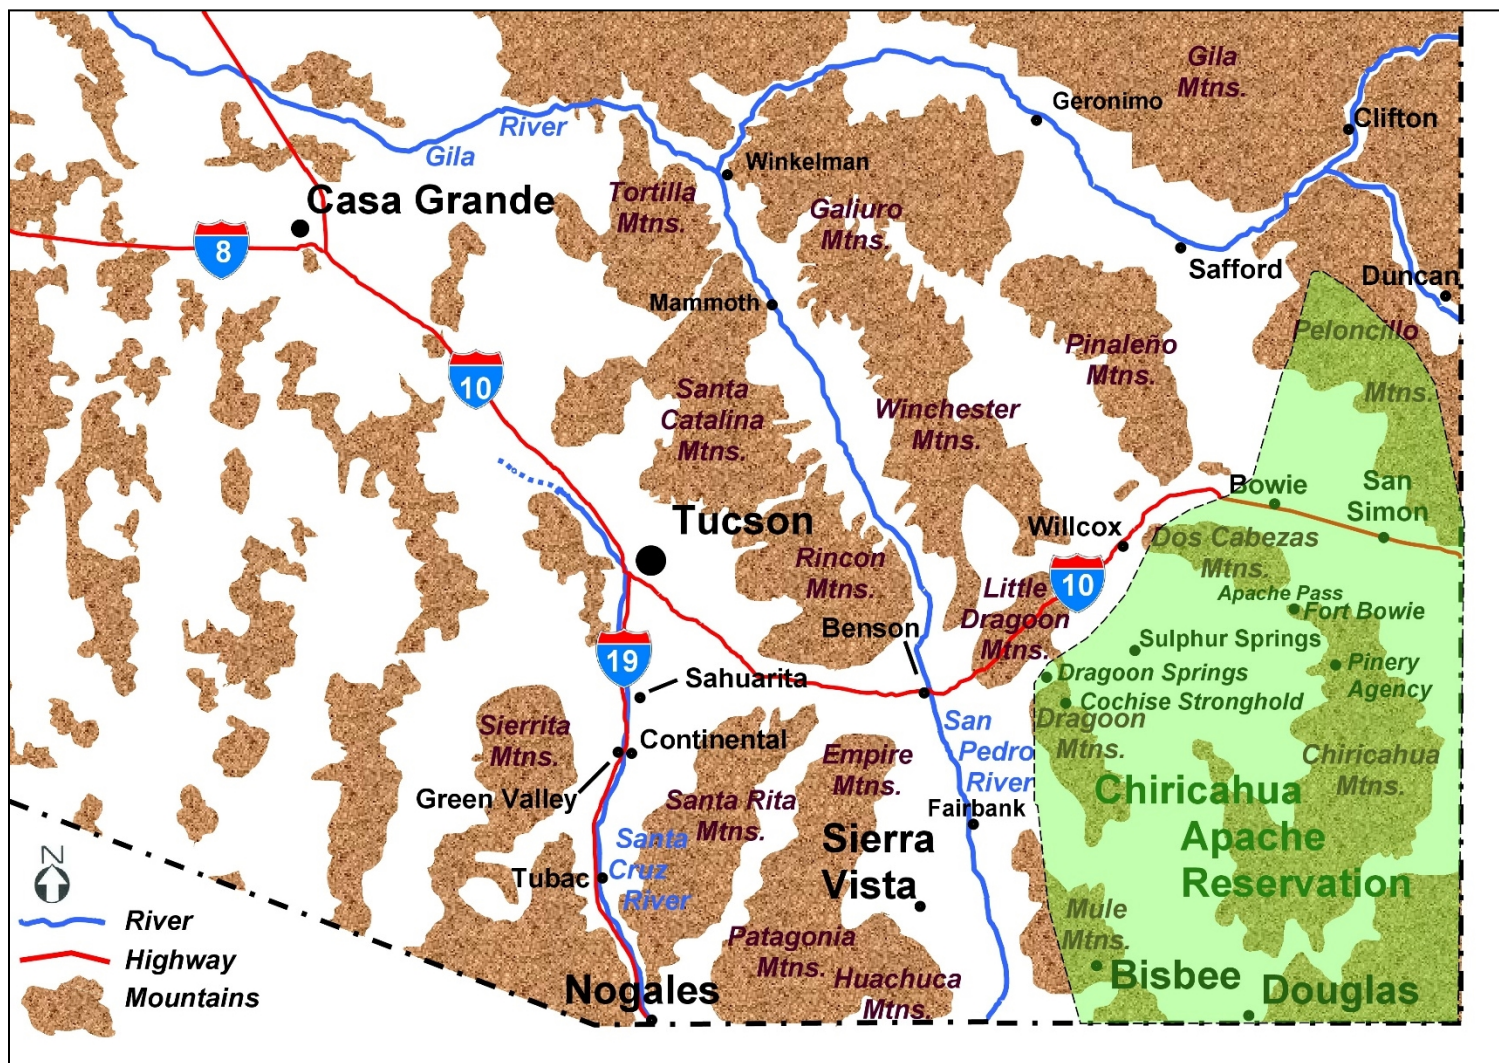 Gila
Mtns.
Geronimo
Clifton
River
Gila
Winkelman
Casa Grande
Tortilla
Mtns.
Galiuro
Mtns.
8
Safford
Duncan
Mammoth
Peloncillo
Mtns.
Pinaleño
Mtns.
10
Santa
Catalina
Mtns.
Winchester
Mtns.
Bowie
San
Simon
Tucson
Willcox
Dos Cabezas
Mtns.
Rincon
Mtns.
10
Little
Dragoon
Mtns.
Apache Pass
Fort Bowie
Benson
Sulphur Springs
19
Pinery
Agency
Sahuarita
Dragoon Springs
Cochise Stronghold
Sierrita
Mtns.
San
Pedro
River
Dragoon
Mtns.
Continental
Empire
Mtns.
Chiricahua
Mtns.
Green Valley
Santa Rita
Mtns.
Fairbank
Chiricahua
Apache
Reservation
Santa
Cruz
River
Sierra
Vista
Tubac
N
River
Highway
Mountains
Mule
Mtns.
Patagonia
Mtns.
Huachuca
Mtns.
Nogales
Bisbee
Douglas